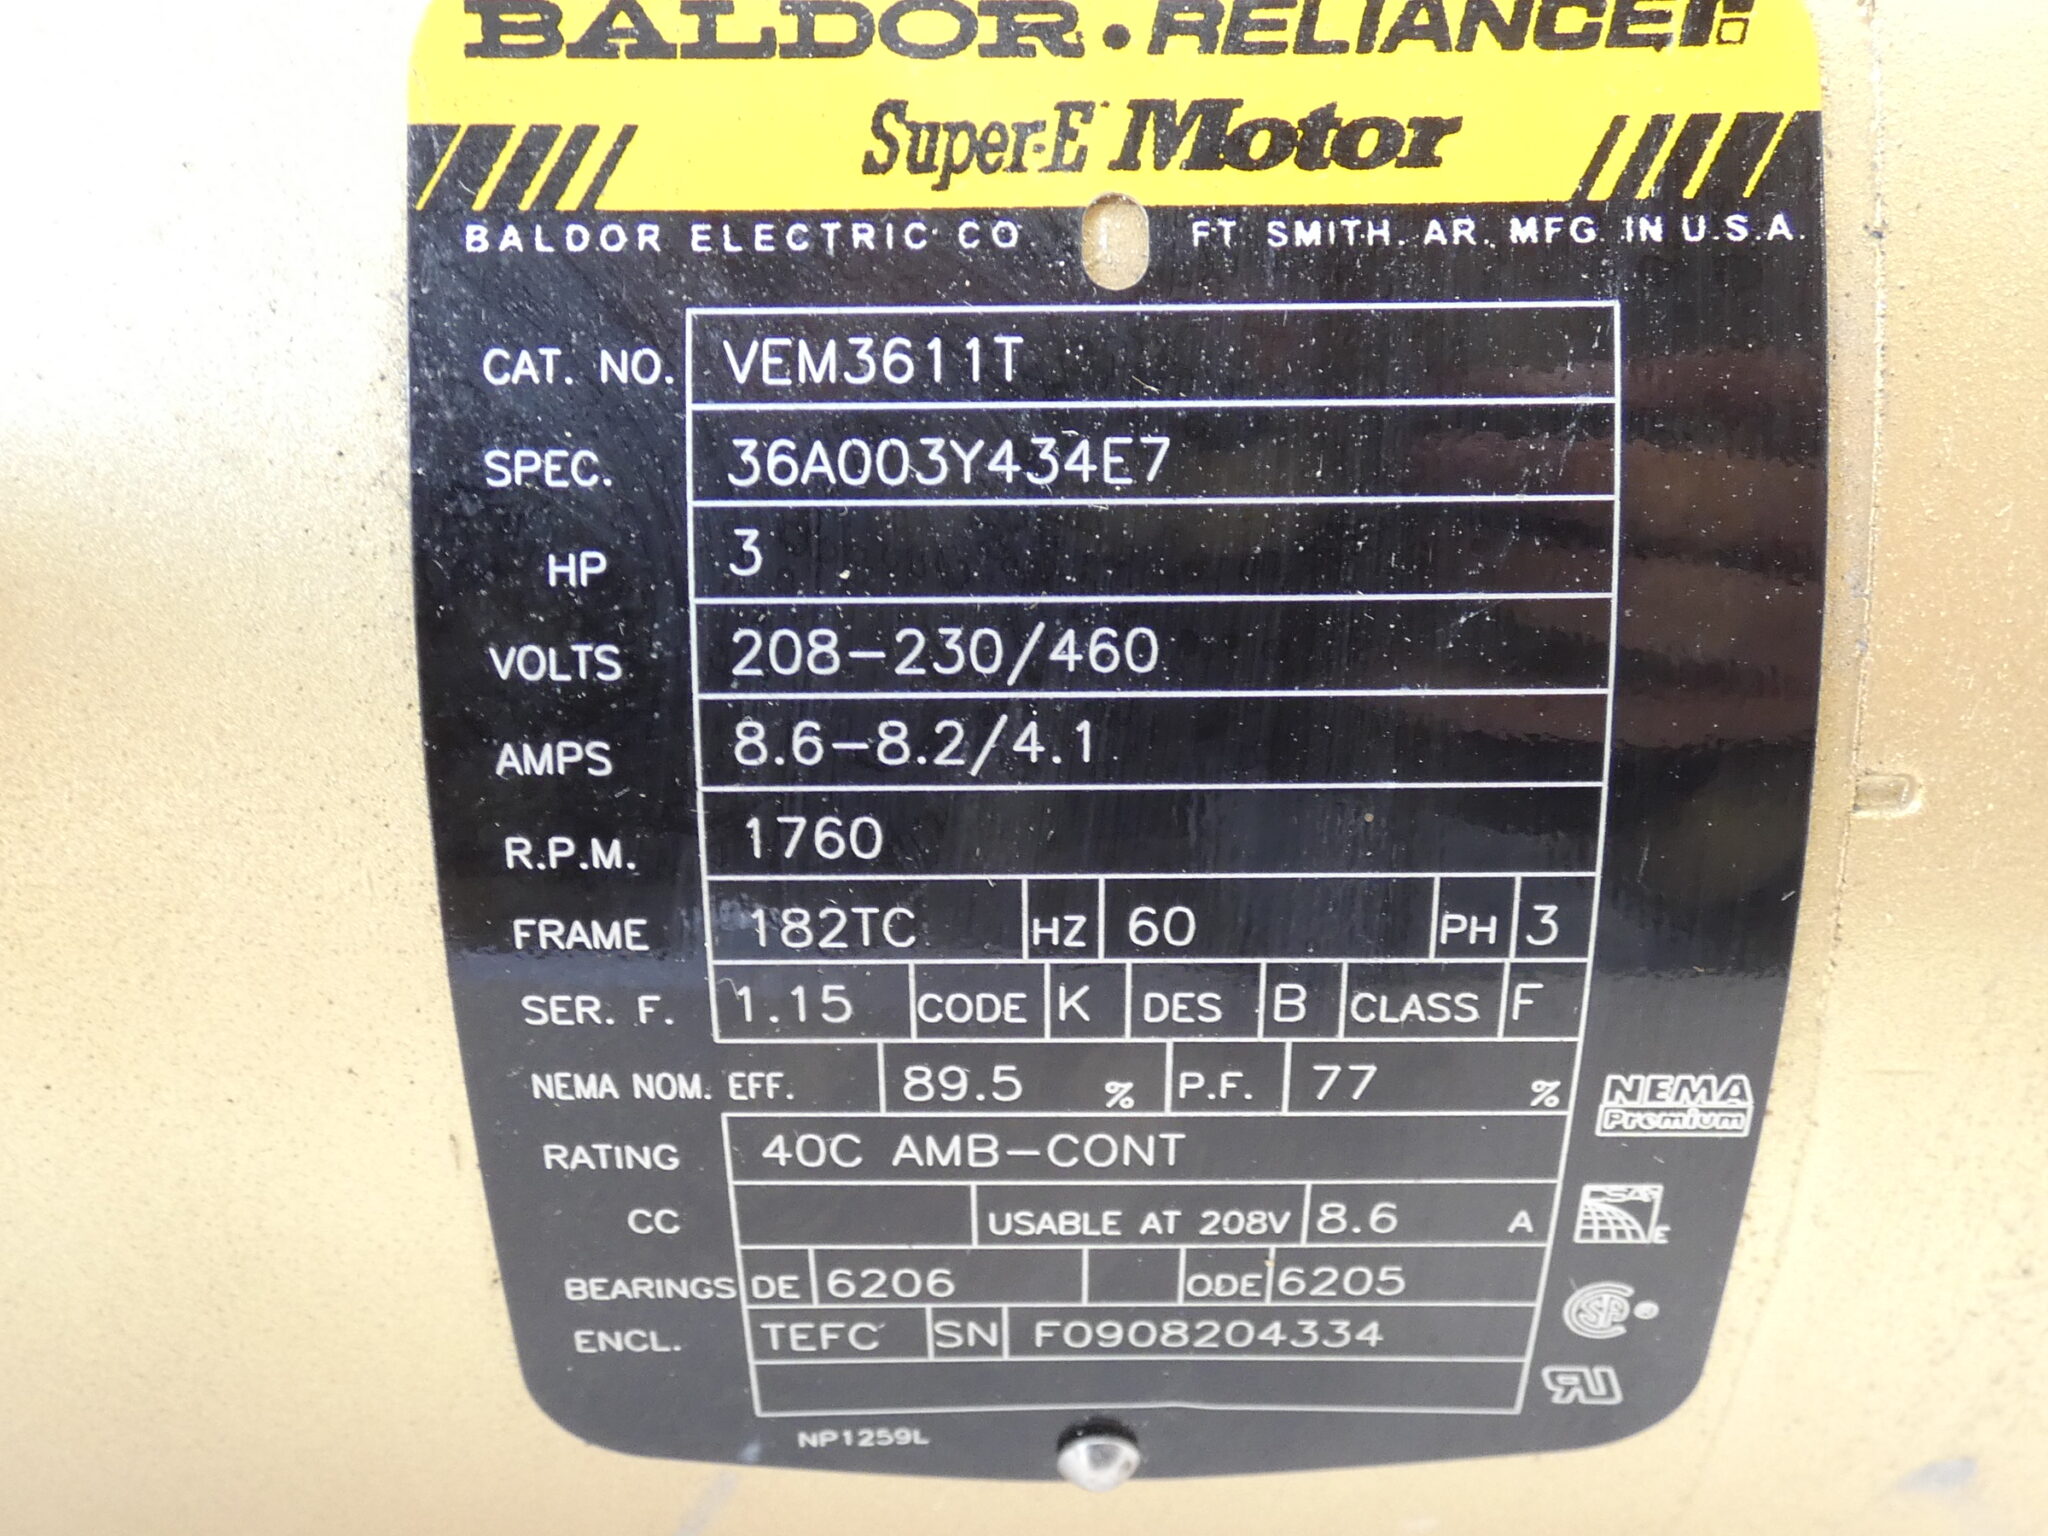 BALDOR • RELIANCE
Super-E Motor
BALDOR ELECTRIC CO. FT. SMITH, AR. MFG. IN U.S.A.
CAT. NO. VEM3611T
SPEC. 36A003Y434E7
HP 3
VOLTS 208-230/460
AMPS 8.6-8.2/4.1
R.P.M. 1760
FRAME 182TC HZ 60 PH 3
SER. F. 1.15 CODE K DES B CLASS F
NEMA NOM. EFF. 89.5 % P.F. 77 %
NEMA
Premium
RATING 40C AMB-CONT
CC USABLE AT 208V 8.6 A
E
BEARINGS DE 6206 ODE 6205
ENCL. TEFC SN F0908204334
NP1259L